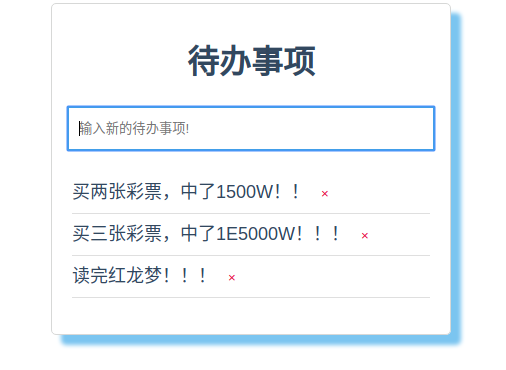 待办事项
输入新的待办事项!
买两张彩票，中了1500W！！ ×
买三张彩票，中了1E5000W！！！ ×
读完红龙梦！！！ ×